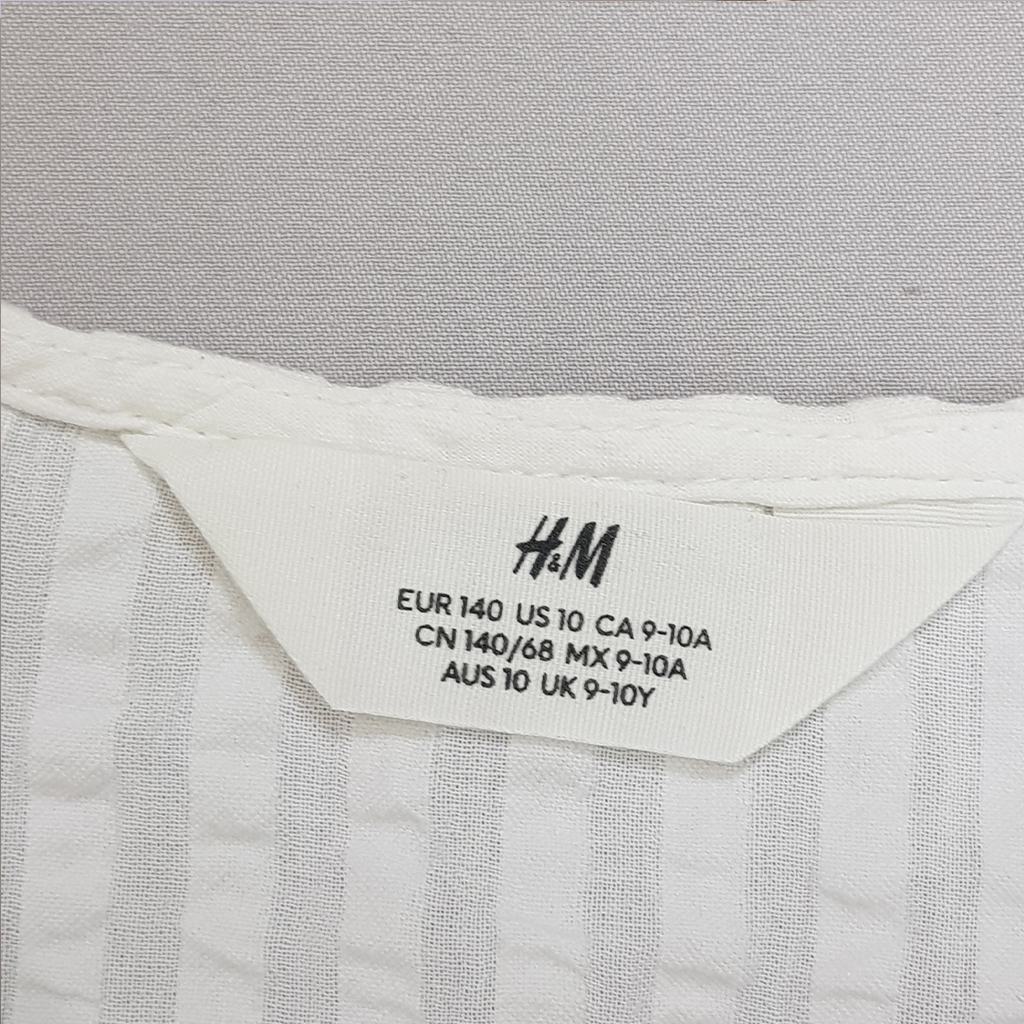 H&M
EUR 140 US 10 CA 9-10A
CN 140/68 MX 9-10A
AUS 10 UK 9-10Y